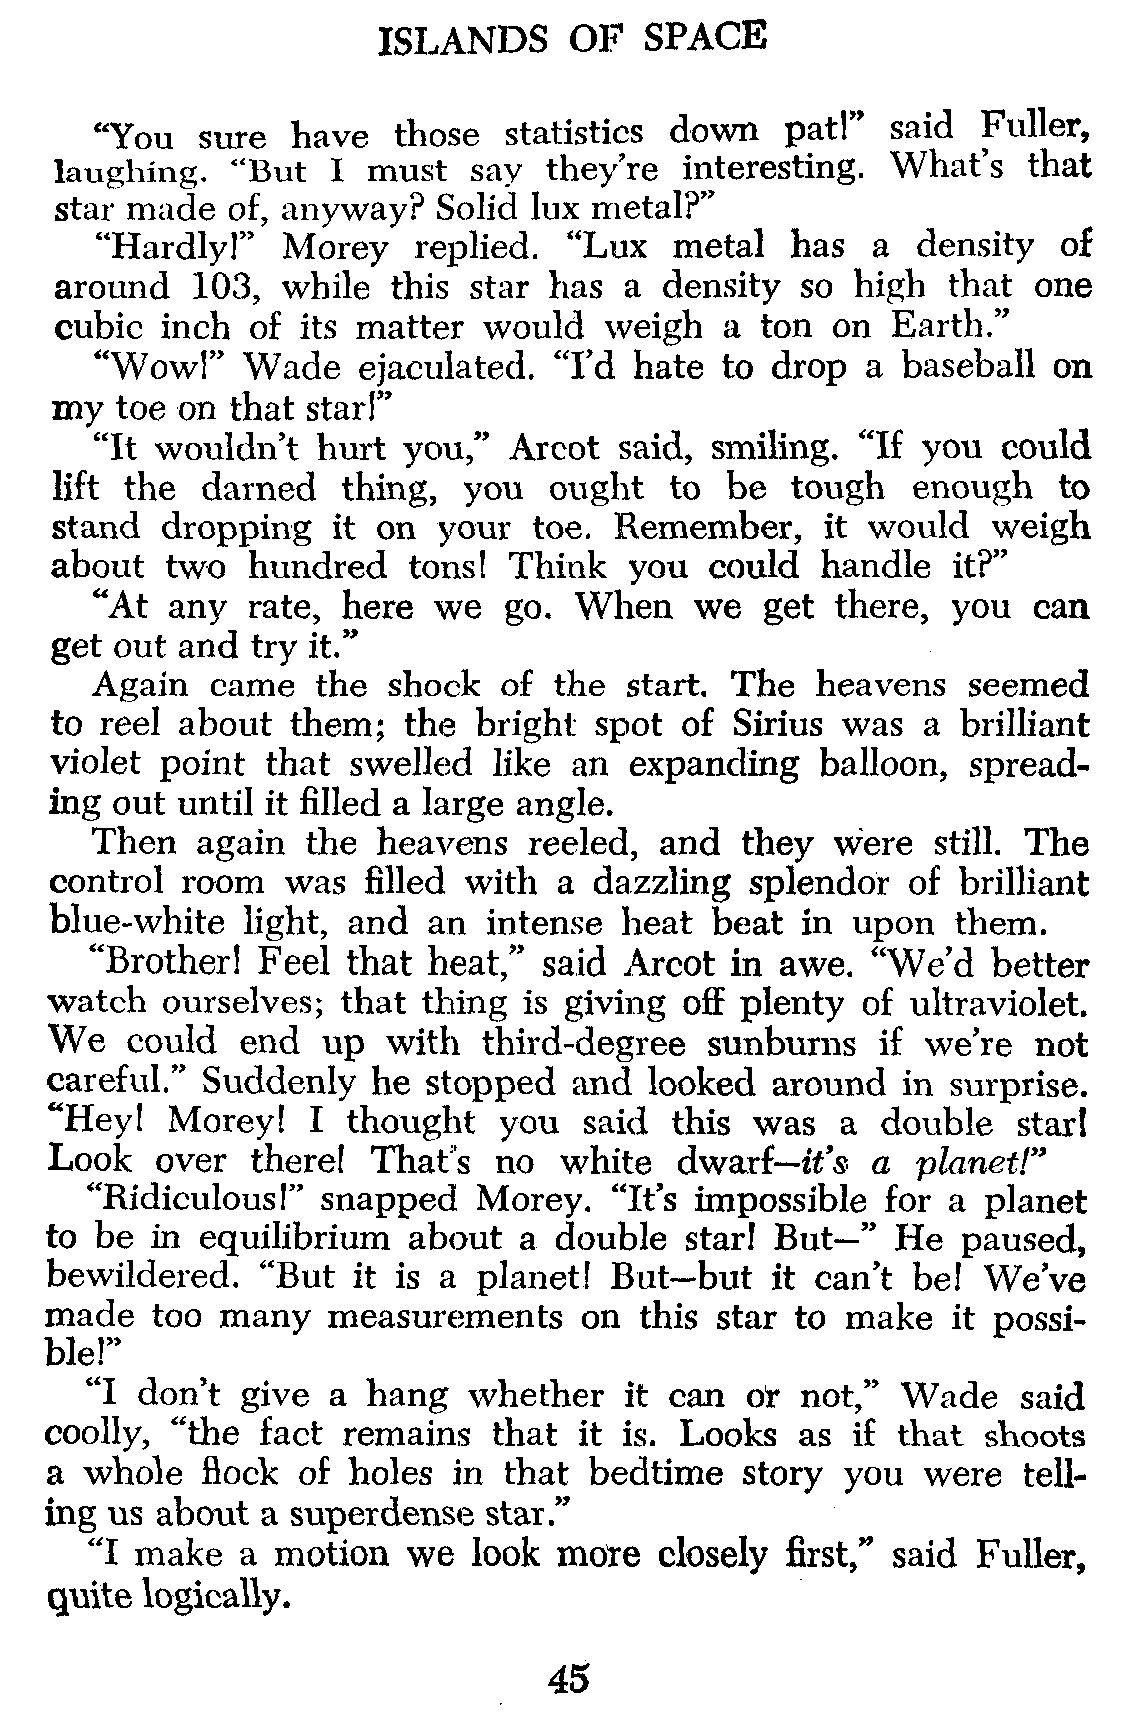 ISLANDS OF SPACE
“You sure have those statistics down pat!” said Fuller,
laughing. “But I must say they’re interesting. What’s that
star made of, anyway? Solid lux metal?”
“Hardly!” Morey replied. “Lux metal has a density of
around 103, while this star has a density so high that one
cubic inch of its matter would weigh a ton on Earth.”
“Wow!” Wade ejaculated. “I’d hate to drop a baseball on
my toe on that star!”
“It wouldn’t hurt you,” Arcot said, smiling. “If you could
lift the darned thing, you ought to be tough enough to
stand dropping it on your toe. Remember, it would weigh
about two hundred tons! Think you could handle it?”
“At any rate, here we go. When we get there, you can
get out and try it.”
Again came the shock of the start. The heavens seemed
to reel about them; the bright spot of Sirius was a brilliant
violet point that swelled like an expanding balloon, spread-
ing out until it filled a large angle.
Then again the heavens reeled, and they were still. The
control room was filled with a dazzling splendor of brilliant
blue-white light, and an intense heat beat in upon them.
“Brother! Feel that heat,” said Arcot in awe. “We’d better
watch ourselves; that thing is giving off plenty of ultraviolet.
We could end up with third-degree sunburns if we’re not
careful.” Suddenly he stopped and looked around in surprise.
“Hey! Morey! I thought you said this was a double star!
Look over there! That’s no white dwarf—it’s a planet!”
“Ridiculous!” snapped Morey. “It’s impossible for a planet
to be in equilibrium about a double star! But—” He paused,
bewildered. “But it is a planet! But—but it can’t be! We’ve
made too many measurements on this star to make it possi-
ble!”
“I don’t give a hang whether it can or not,” Wade said
coolly, “the fact remains that it is. Looks as if that shoots
a whole flock of holes in that bedtime story you were tell-
ing us about a superdense star.”
“I make a motion we look more closely first,” said Fuller,
quite logically.
45